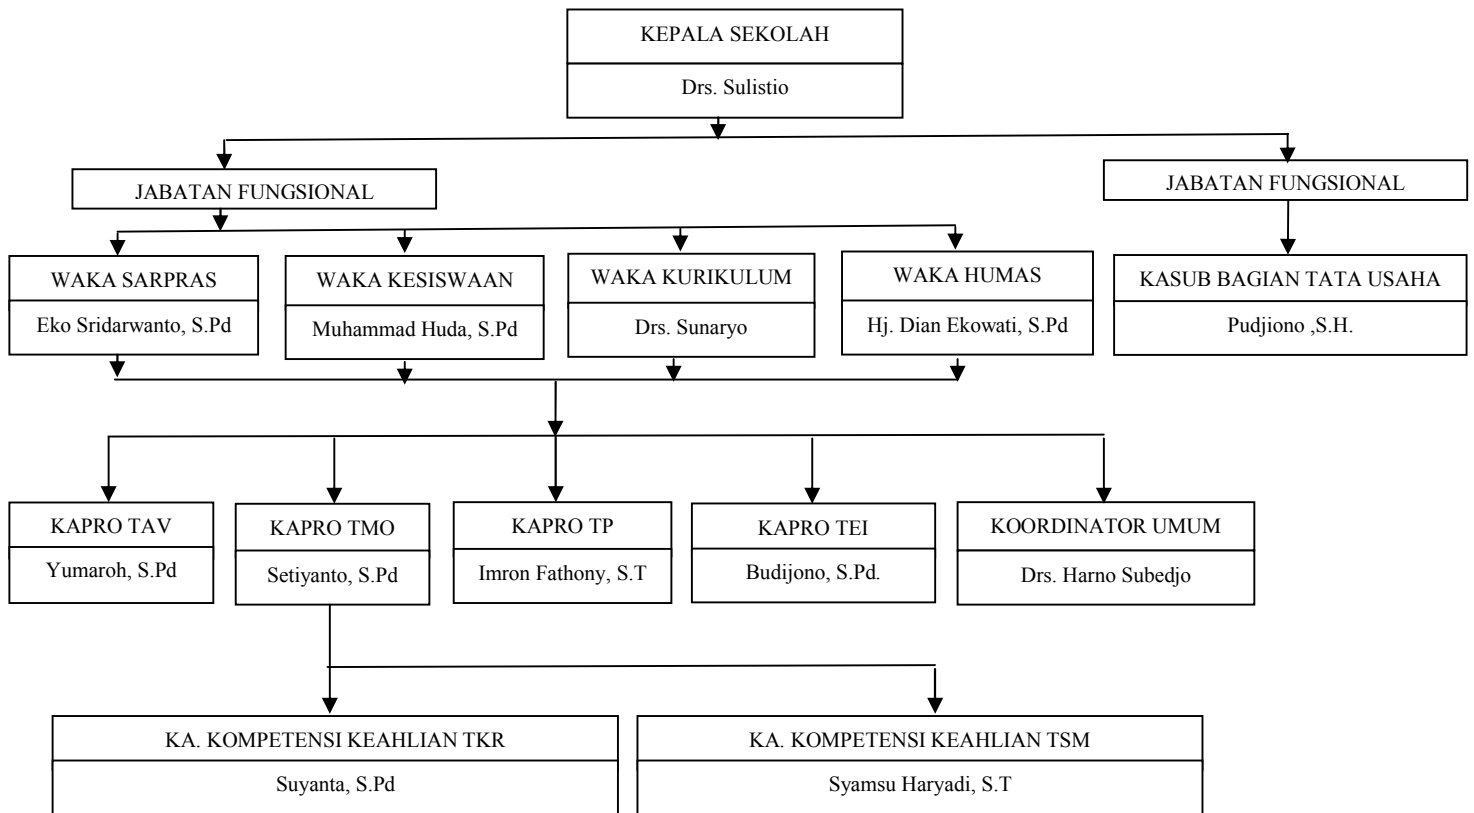 KEPALA SEKOLAH
Drs. Sulistio
JABATAN FUNGSIONAL
JABATAN FUNGSIONAL
WAKA SARPRAS
Eko Sridarwanto, S.Pd
WAKA KESISWAAN
Muhammad Huda, S.Pd
WAKA KURIKULUM
Drs. Sunaryo
WAKA HUMAS
Hj. Dian Ekowati, S.Pd
KASUB BAGIAN TATA USAHA
Pudjiono ,S.H.
KAPRO TAV
Yumaroh, S.Pd
KAPRO TMO
Setiyanto, S.Pd
KAPRO TP
Imron Fathony, S.T
KAPRO TEI
Budijono, S.Pd.
KOORDINATOR UMUM
Drs. Harno Subedjo
KA. KOMPETENSI KEAHLIAN TKR
Suyanta, S.Pd
KA. KOMPETENSI KEAHLIAN TSM
Syamsu Haryadi, S.T